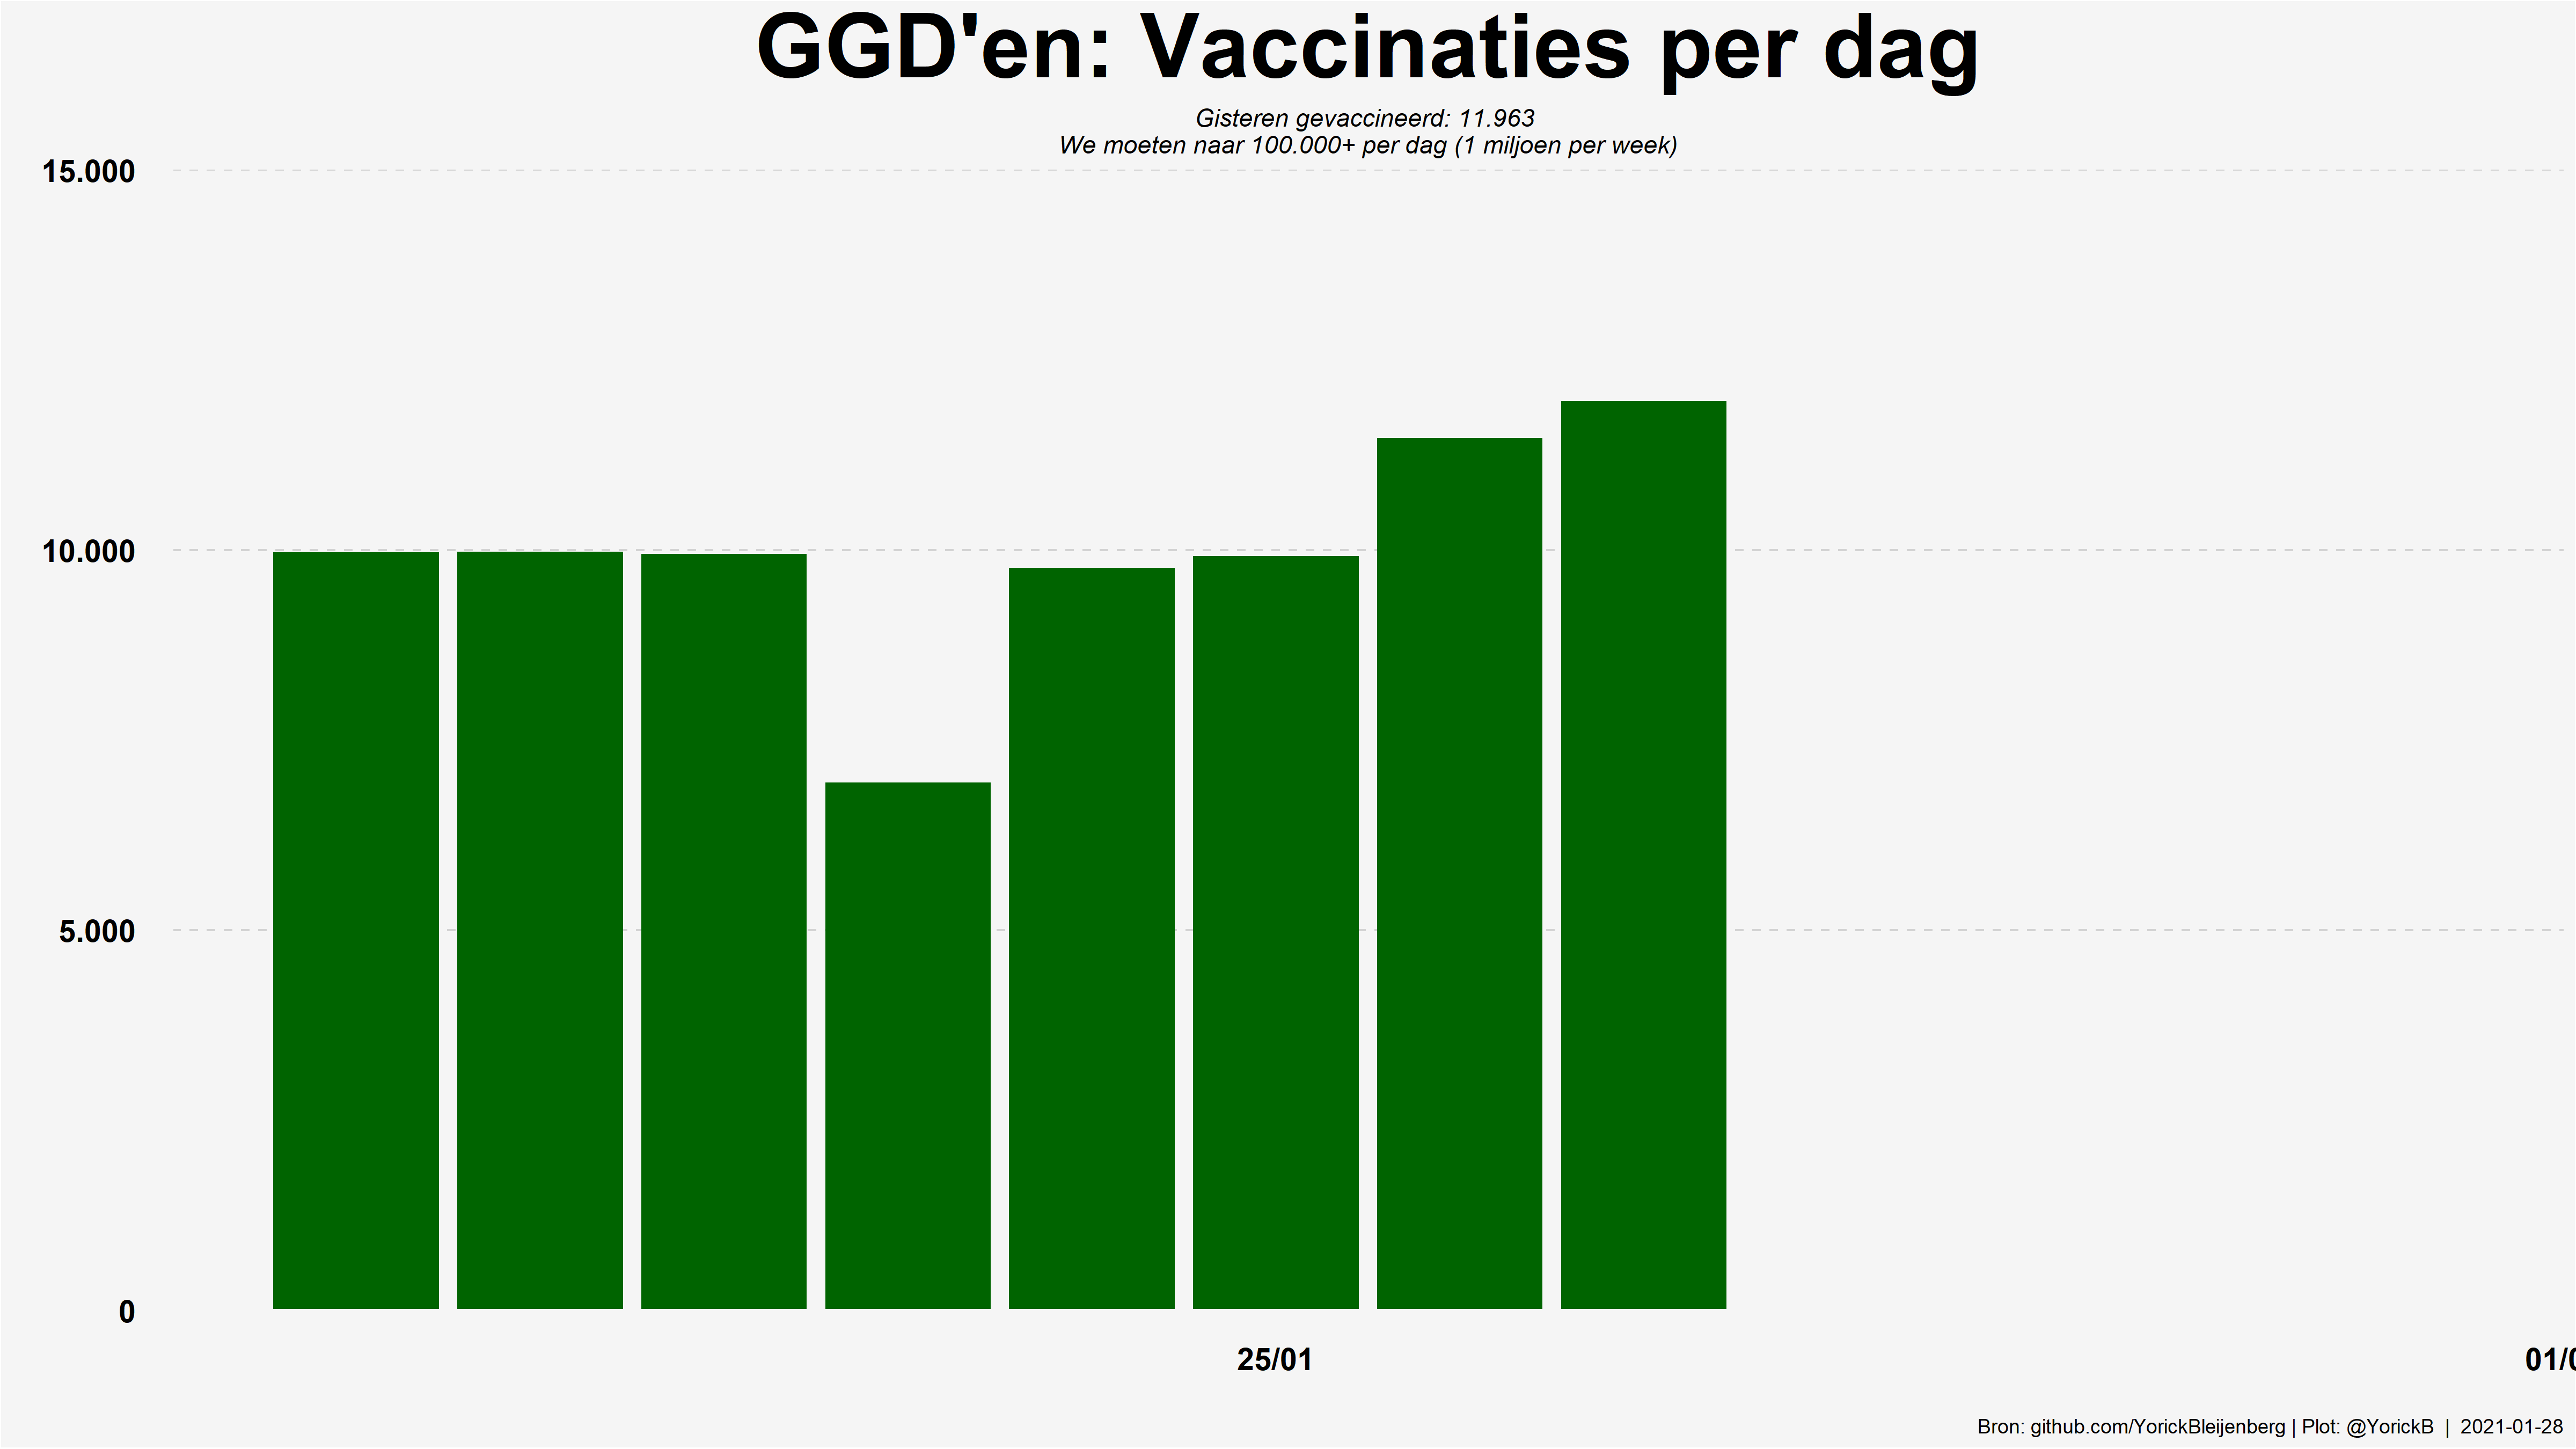 GGD'en: Vaccinaties per dag
Gisteren gevaccineerd: 11.963
We moeten naar 100.000+ per dag (1 miljoen per week)
15.000
10.000
5.000
0
25/01
Bron: github.com/YorickBleijenberg | Plot: @YorickB | 2021-01-28